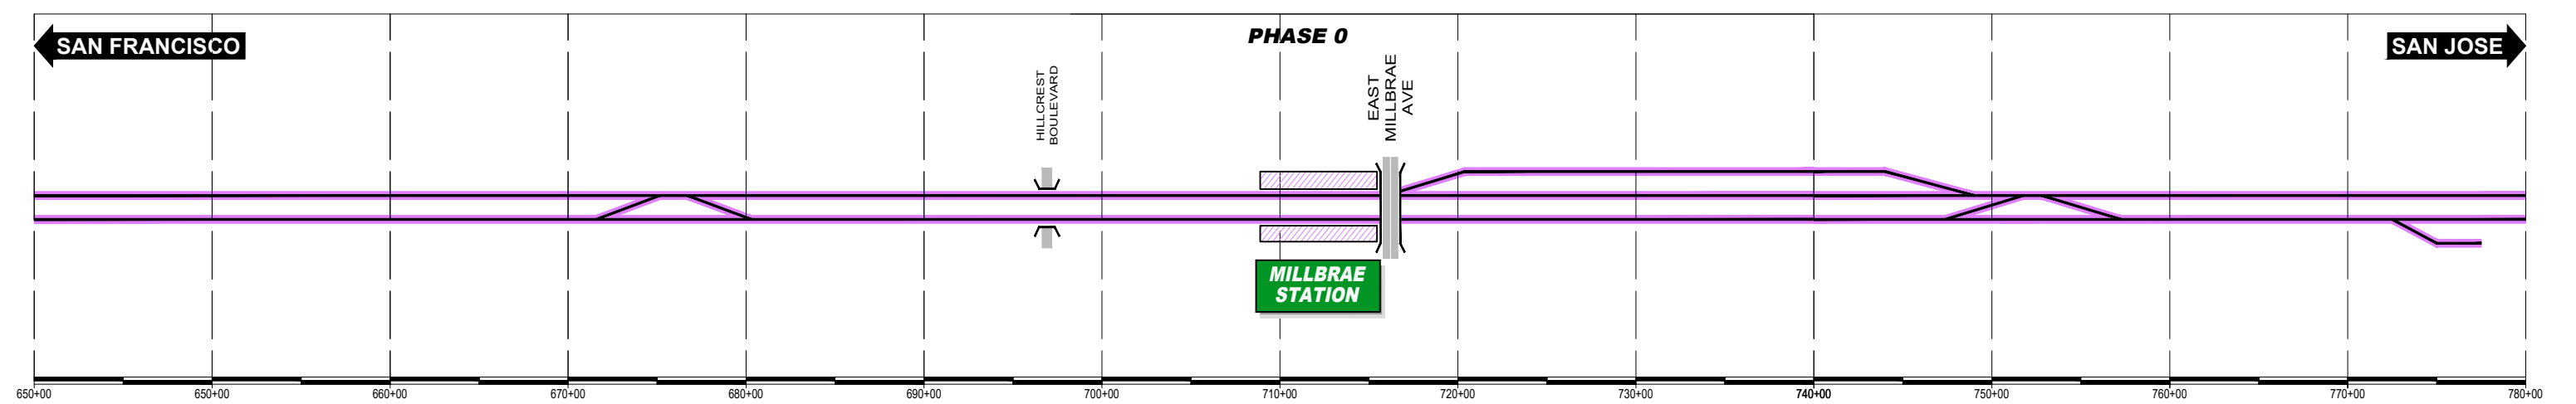 PHASE 0
SAN FRANCISCO
SAN JOSE
HILLCREST
BOULEVARD
EAST
MILLBRAE
AVE
MILLBRAE
STATION
650+00
650+00
660+00
670+00
680+00
690+00
700+00
710+00
720+00
730+00
740+00
750+00
760+00
770+00
780+00